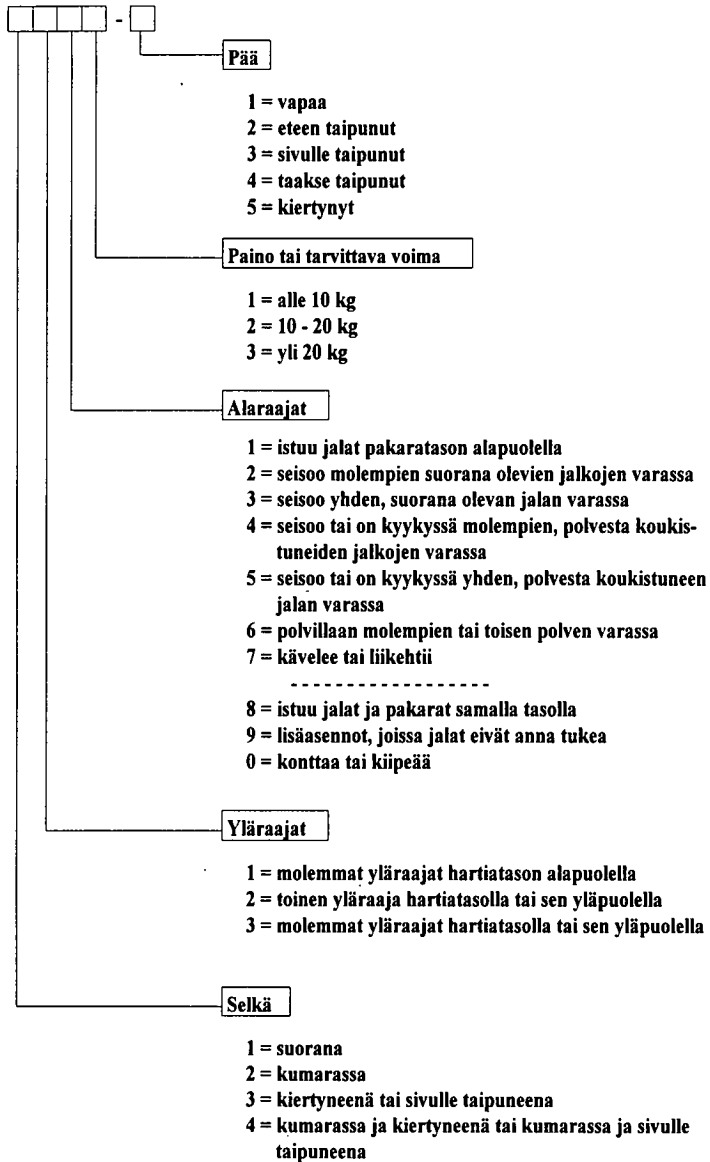 -
Pää
1 = vapaa
2 = eteen taipunut
3 = sivulle taipunut
4 = taakse taipunut
5 = kiertynyt
Paino tai tarvittava voima
1 = alle 10 kg
2 = 10 - 20 kg
3 = yli 20 kg
Alaraajat
1 = istuu jalat pakaratason alapuolella
2 = seisoo molempien suorana olevien jalkojen varassa
3 = seisoo yhden, suorana olevan jalan varassa
4 = seisoo tai on kyykyssä molempien, polvesta koukis-
tuneiden jalkojen varassa
5 = seisoo tai on kyykyssä yhden, polvesta koukistuneen
jalan varassa
6 = polvillaan molempien tai toisen polven varassa
7 = kävelee tai liikehtii
- - - - - - - - - - - - - - - - - -
8 = istuu jalat ja pakarat samalla tasolla
9 = lisäasennot, joissa jalat eivät anna tukea
0 = konttaa tai kiipeää
Yläraajat
1 = molemmat yläraajat hartiatason alapuolella
2 = toinen yläraaja hartiatasolla tai sen yläpuolella
3 = molemmat yläraajat hartiatasolla tai sen yläpuolella
Selkä
1 = suorana
2 = kumarassa
3 = kiertyneenä tai sivulle taipuneena
4 = kumarassa ja kiertyneenä tai kumarassa ja sivulle
taipuneena